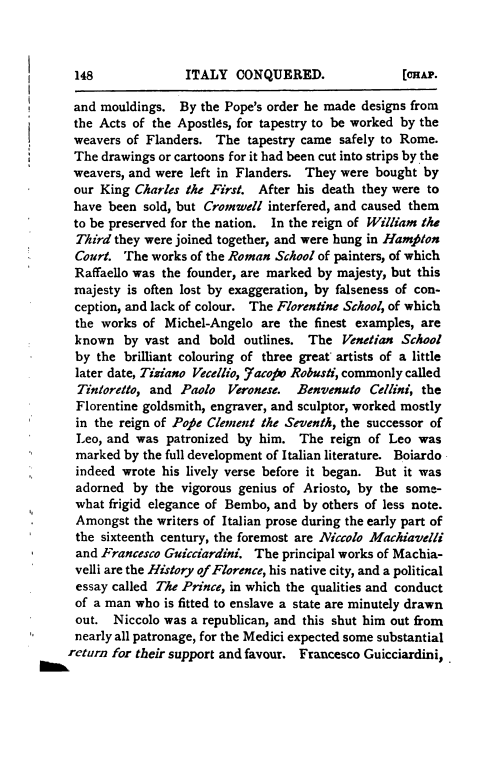 148 ITALY CONQUERED. [CHAP.
and mouldings. By the Pope's order he made designs from
the Acts of the Apostles, for tapestry to be worked by the
weavers of Flanders. The tapestry came safely to Rome.
The drawings or cartoons for it had been cut into strips by the
weavers, and were left in Flanders. They were bought by
our King Charles the First. After his death they were to
have been sold, but Cromwell interfered, and caused them
to be preserved for the nation. In the reign of William the
Third they were joined together, and were hung in Hampton
Court. The works of the Roman School of painters, of which
Raffaello was the founder, are marked by majesty, but this
majesty is often lost by exaggeration, by falseness of con-
ception, and lack of colour. The Florentine School, of which
the works of Michel-Angelo are the finest examples, are
known by vast and bold outlines. The Venetian School
by the brilliant colouring of three great artists of a little
later date, Tiziano Vecellio, Jacopo Robusti, commonly called
Tintoretto, and Paolo Veronese. Benvenuto Cellini, the
Florentine goldsmith, engraver, and sculptor, worked mostly
in the reign of Pope Clement the Seventh, the successor of
Leo, and was patronized by him. The reign of Leo was
marked by the full development of Italian literature. Boiardo
indeed wrote his lively verse before it began. But it was
adorned by the vigorous genius of Ariosto, by the some-
what frigid elegance of Bembo, and by others of less note.
Amongst the writers of Italian prose during the early part of
the sixteenth century, the foremost are Niccolo Machiavelli
and Francesco Guicciardini. The principal works of Machia-
velli are the History of Florence, his native city, and a political
essay called The Prince, in which the qualities and conduct
of a man who is fitted to enslave a state are minutely drawn
out. Niccolo was a republican, and this shut him out from
nearly all patronage, for the Medici expected some substantial
return for their support and favour. Francesco Guicciardini,